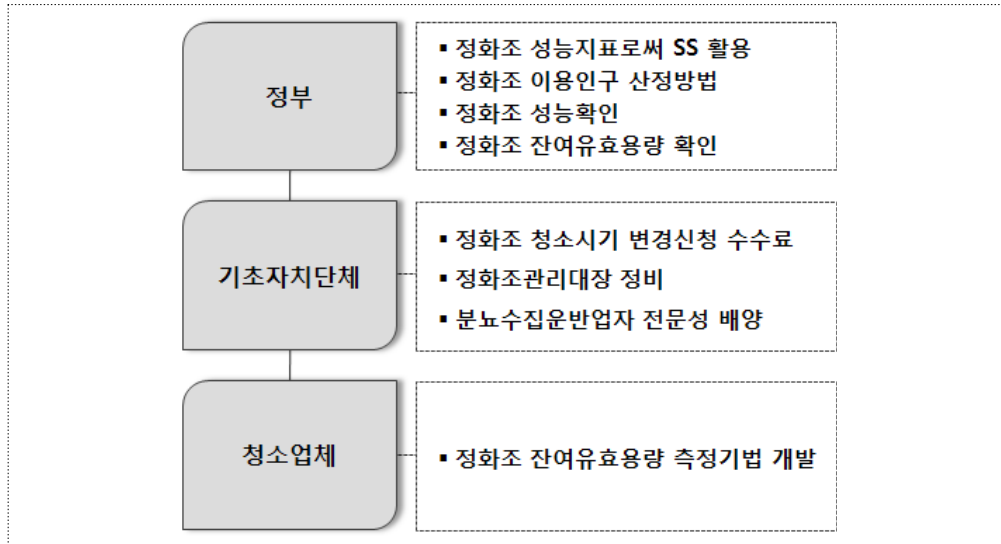 정부
▪ 정화조 성능지표로써 SS 활용
▪ 정화조 이용인구 산정방법
▪ 정화조 성능확인
▪ 정화조 잔여유효용량 확인
기초자치단체
▪ 정화조 청소시기 변경신청 수수료
▪ 정화조관리대장 정비
▪ 분뇨수집운반업자 전문성 배양
청소업체
▪ 정화조 잔여유효용량 측정기법 개발